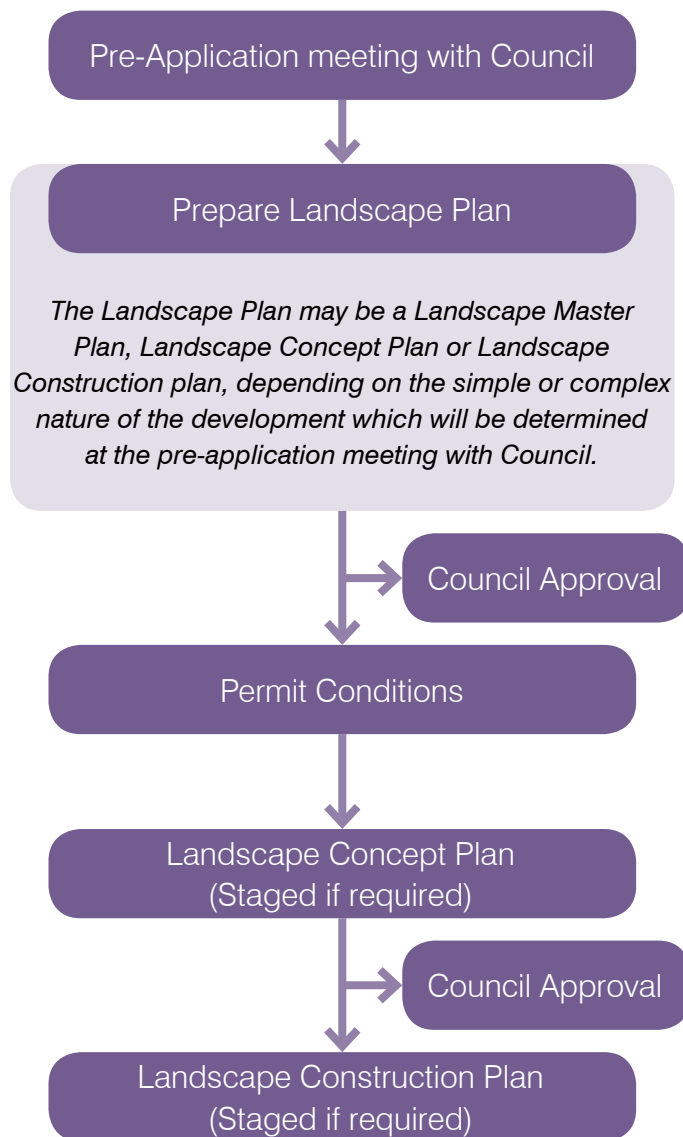 Pre-Application meeting with Council
Prepare Landscape Plan
The Landscape Plan may be a Landscape Master
Plan, Landscape Concept Plan or Landscape
Construction plan, depending on the simple or complex
nature of the development which will be determined
at the pre-application meeting with Council.
Council Approval
Permit Conditions
Landscape Concept Plan
(Staged if required)
Council Approval
Landscape Construction Plan
(Staged if required)